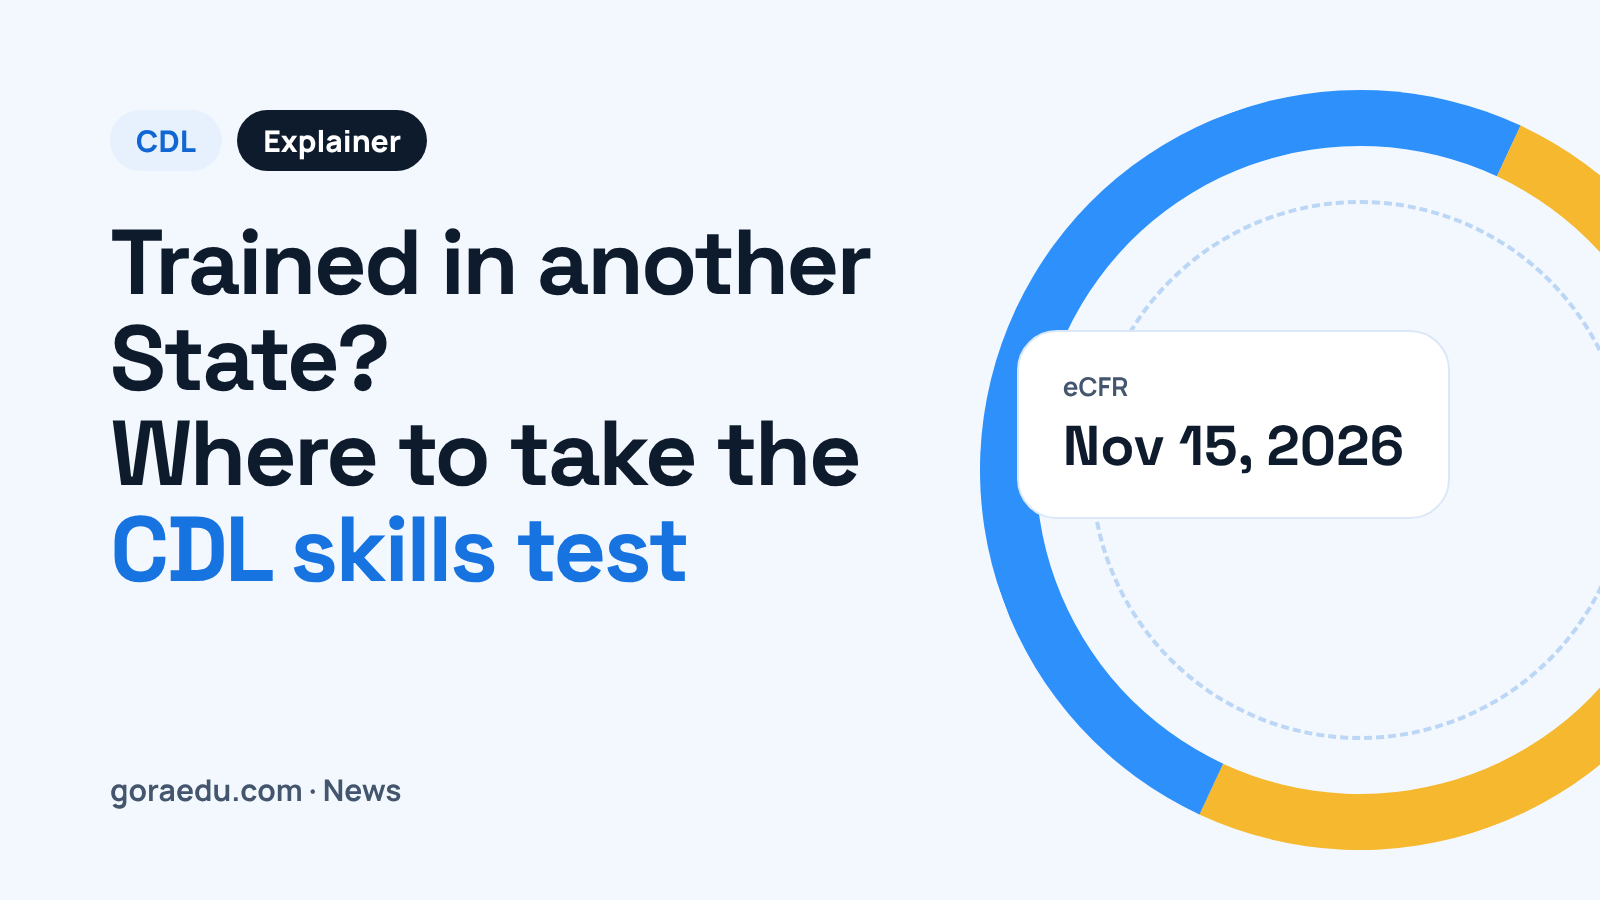 CDL
Explainer
Trained in another
State?
Where to take the
CDL skills test
eCFR
Nov 15, 2026
goraedu.com · News